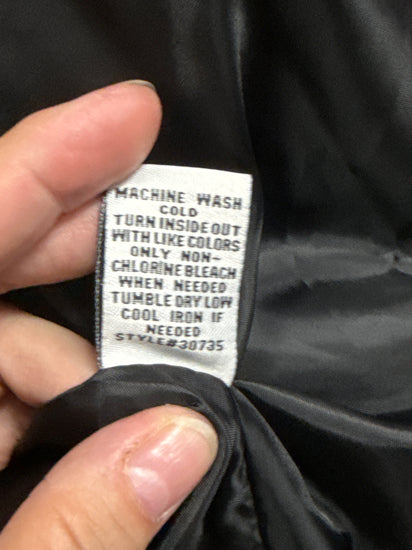 MACHINE WASH
COLD
TURN INSIDE OUT
WITH LIKE COLORS
ONLY NON-
CHLORINE BLEACH
WHEN NEEDED
TUMBLE DRY LOW
COOL IRON IF
NEEDED
STYLE#30735